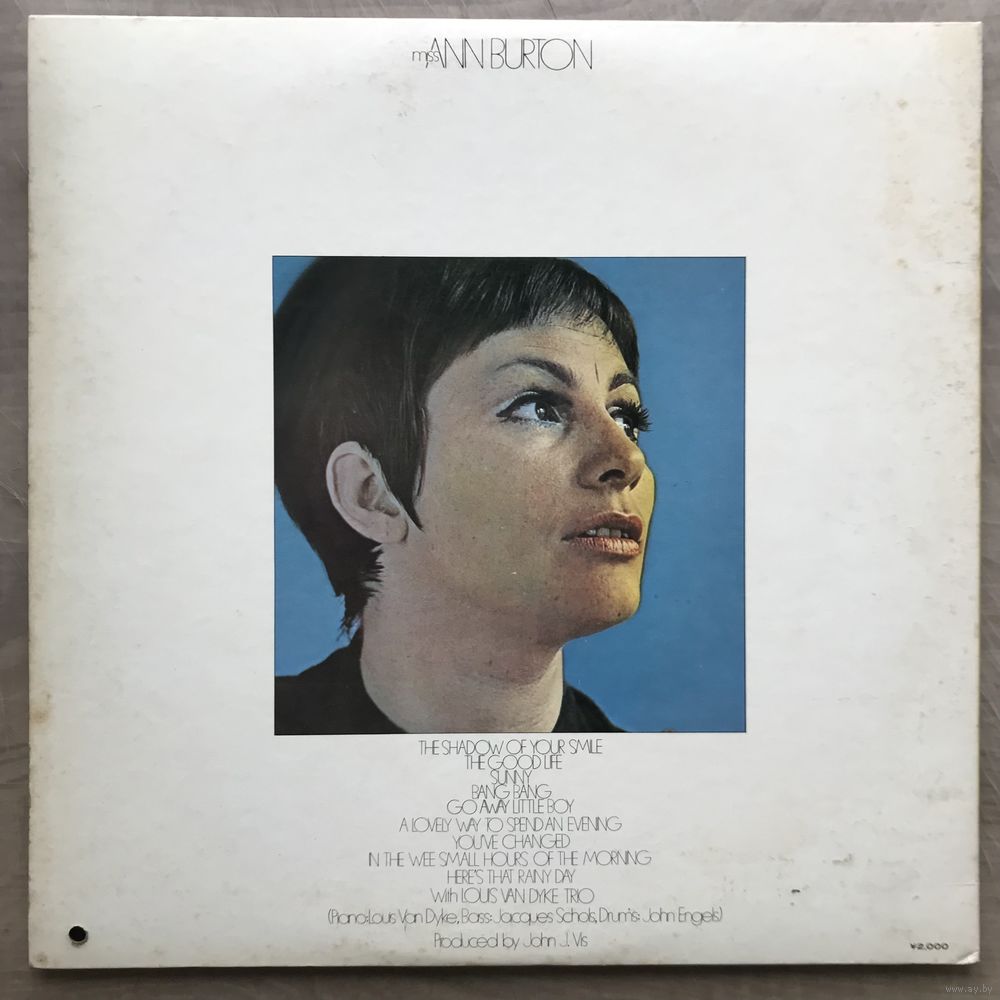 miss ANN BURTON
THE SHADOW OF YOUR SMILE
THE GOOD LIFE
SUNNY
BANG BANG
GO AWAY LITTLE BOY
A LOVELY WAY TO SPEND AN EVENING
YOU'VE CHANGED
IN THE WEE SMALL HOURS OF THE MORNING
HERE'S THAT RAINY DAY
with LOUIS VAN DYKE TRIO
(Piano:Louis Van Dyke, Bass: Jacques Schols, Drum's: John Engels)
Produced by John J. Vis
¥2,000
www.ay.by